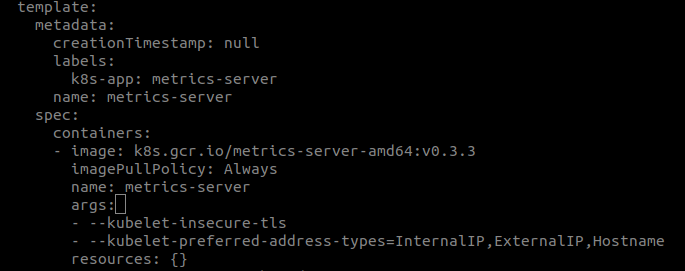 template:
  metadata:
    creationTimestamp: null
    labels:
      k8s-app: metrics-server
    name: metrics-server
  spec:
    containers:
    - image: k8s.gcr.io/metrics-server-amd64:v0.3.3
      imagePullPolicy: Always
      name: metrics-server
      args:
      - --kubelet-insecure-tls
      - --kubelet-preferred-address-types=InternalIP,ExternalIP,Hostname
      resources: {}